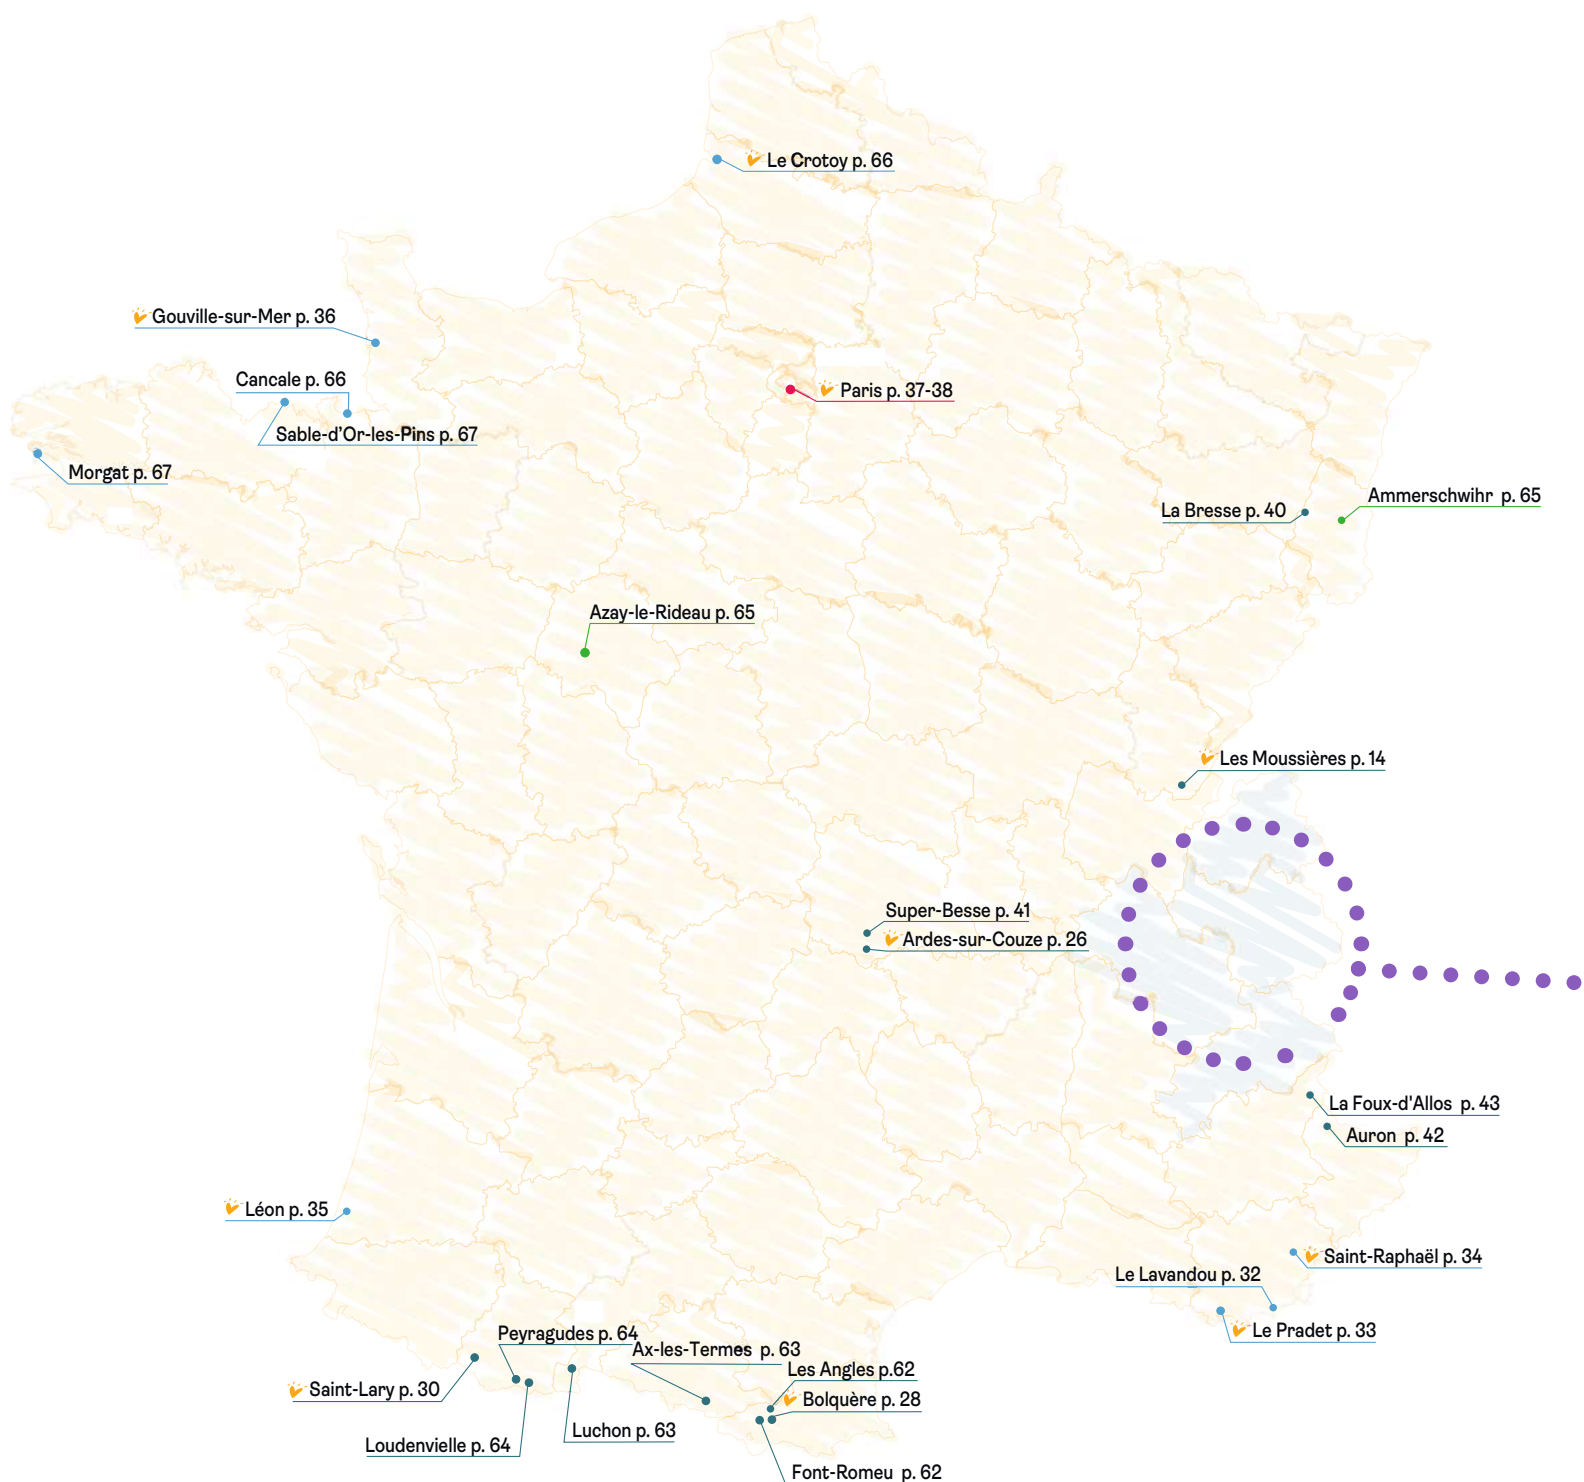 Le Crotoy p. 66
Gouville-sur-Mer p. 36
Cancale p. 66
Paris p. 37-38
Sable-d'Or-les-Pins p. 67
Morgat p. 67
Ammerschwihr p. 65
La Bresse p. 40
Azay-le-Rideau p. 65
Les Moussières p. 14
Super-Besse p. 41
Ardes-sur-Couze p. 26
La Foux-d'Allos p. 43
Auron p. 42
Léon p. 35
Saint-Raphaël p. 34
Le Lavandou p. 32
Le Pradet p. 33
Peyragudes p. 64
Ax-les-Termes p. 63
Les Angles p.62
Saint-Lary p. 30
Bolquère p. 28
Luchon p. 63
Loudenvielle p. 64
Font-Romeu p. 62